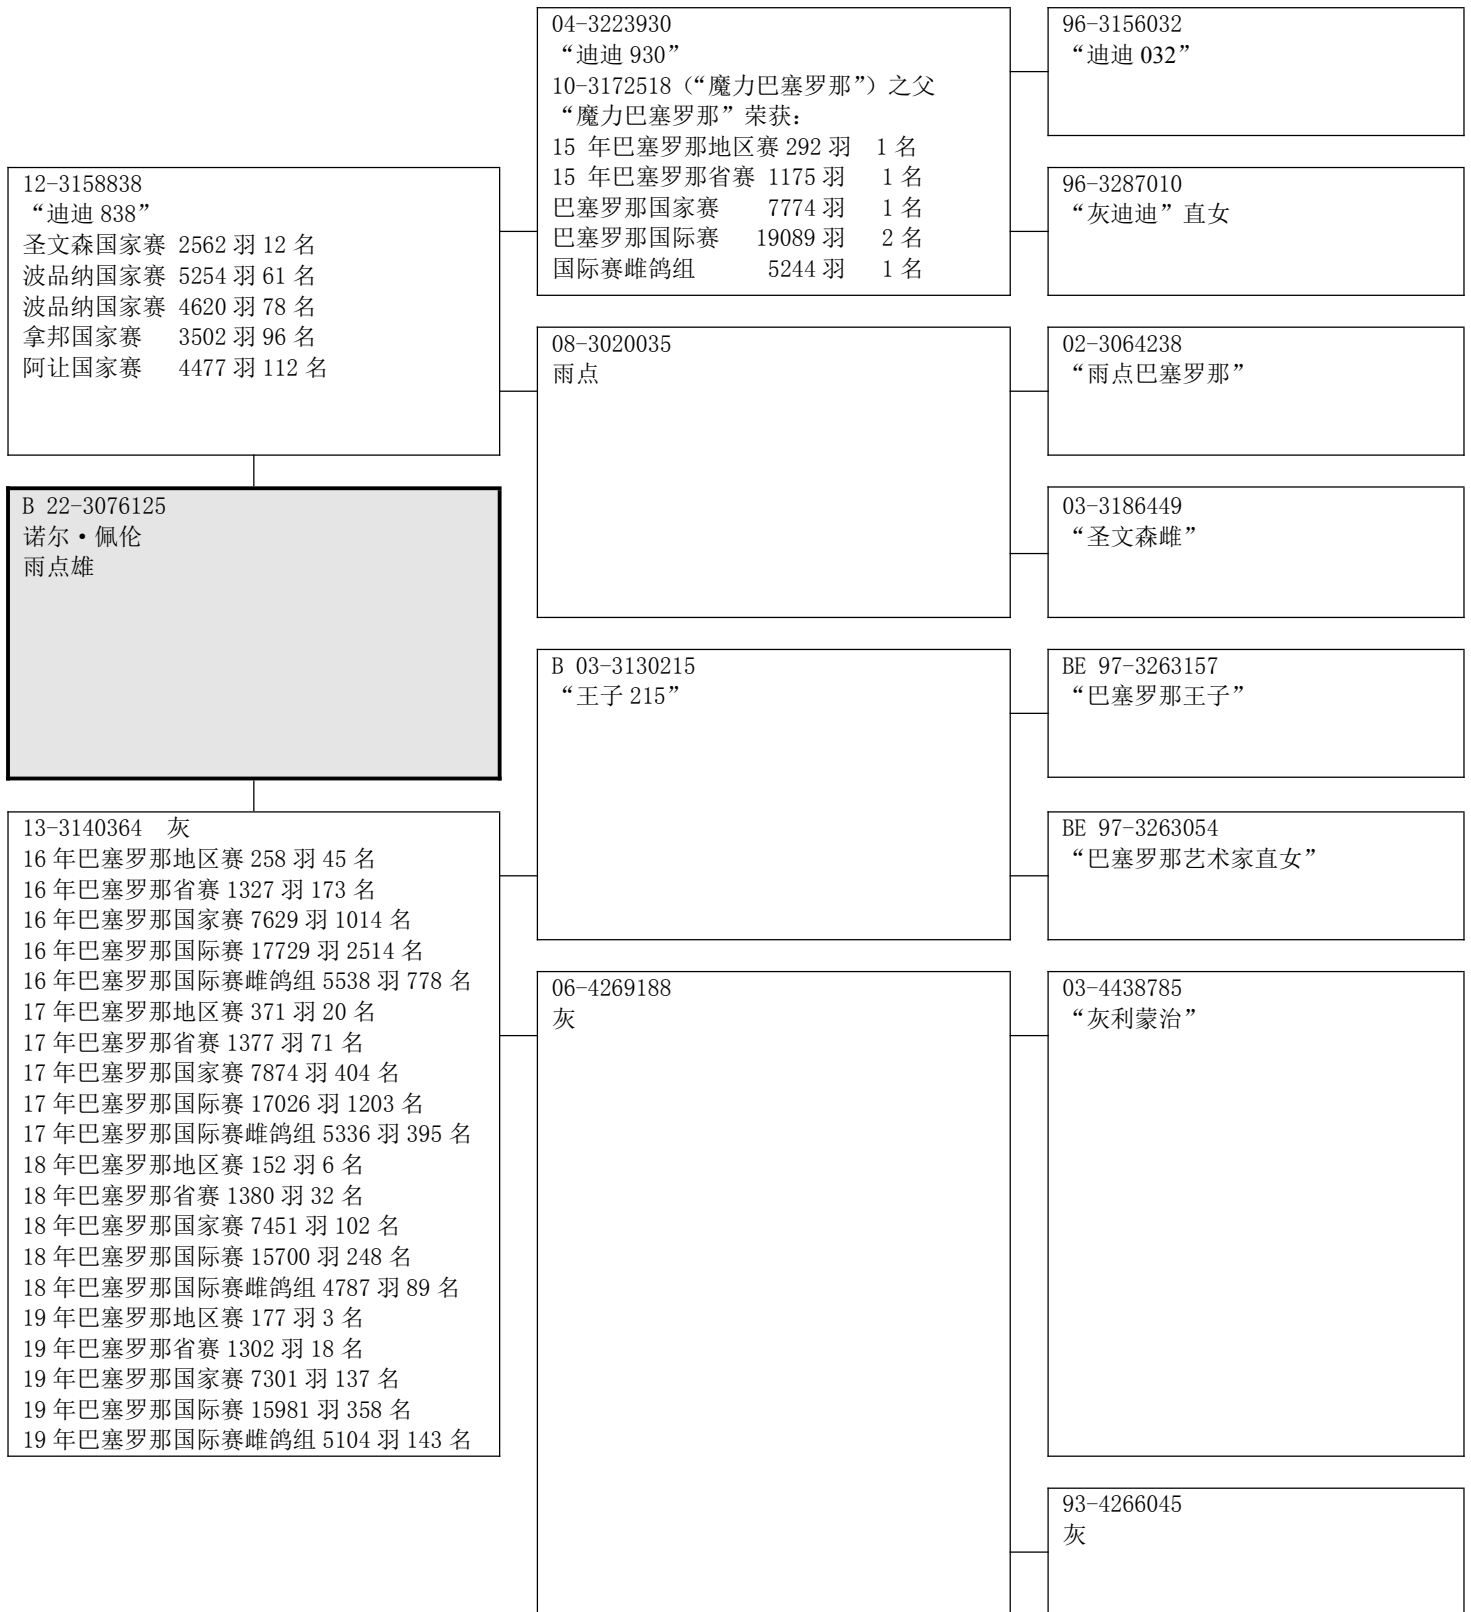 12-3158838
“迪迪 838”
圣文森国家赛 2562 羽 12 名
波品纳国家赛 5254 羽 61 名
波品纳国家赛 4620 羽 78 名
拿邦国家赛 3502 羽 96 名
阿让国家赛 4477 羽 112 名
B 22-3076125
诺尔·佩伦
雨点雄
13-3140364 灰
16 年巴塞罗那地区赛 258 羽 45 名
16 年巴塞罗那省赛 1327 羽 173 名
16 年巴塞罗那国家赛 7629 羽 1014 名
16 年巴塞罗那国际赛 17729 羽 2514 名
16 年巴塞罗那国际赛雌鸽组 5538 羽 778 名
17 年巴塞罗那地区赛 371 羽 20 名
17 年巴塞罗那省赛 1377 羽 71 名
17 年巴塞罗那国家赛 7874 羽 404 名
17 年巴塞罗那国际赛 17026 羽 1203 名
17 年巴塞罗那国际赛雌鸽组 5336 羽 395 名
18 年巴塞罗那地区赛 152 羽 6 名
18 年巴塞罗那省赛 1380 羽 32 名
18 年巴塞罗那国家赛 7451 羽 102 名
18 年巴塞罗那国际赛 15700 羽 248 名
18 年巴塞罗那国际赛雌鸽组 4787 羽 89 名
19 年巴塞罗那地区赛 177 羽 3 名
19 年巴塞罗那省赛 1302 羽 18 名
19 年巴塞罗那国家赛 7301 羽 137 名
19 年巴塞罗那国际赛 15981 羽 358 名
19 年巴塞罗那国际赛雌鸽组 5104 羽 143 名
04-3223930
“迪迪 930”
10-3172518（“魔力巴塞罗那”）之父
“魔力巴塞罗那”荣获：
15 年巴塞罗那地区赛 292 羽 1 名
15 年巴塞罗那省赛 1175 羽 1 名
巴塞罗那国家赛 7774 羽 1 名
巴塞罗那国际赛 19089 羽 2 名
国际赛雌鸽组 5244 羽 1 名
08-3020035
雨点
B 03-3130215
“王子 215”
06-4269188
灰
96-3156032
“迪迪 032”
96-3287010
“灰迪迪”直女
02-3064238
“雨点巴塞罗那”
03-3186449
“圣文森雌”
BE 97-3263157
“巴塞罗那王子”
BE 97-3263054
“巴塞罗那艺术家直女”
03-4438785
“灰利蒙治”
93-4266045
灰